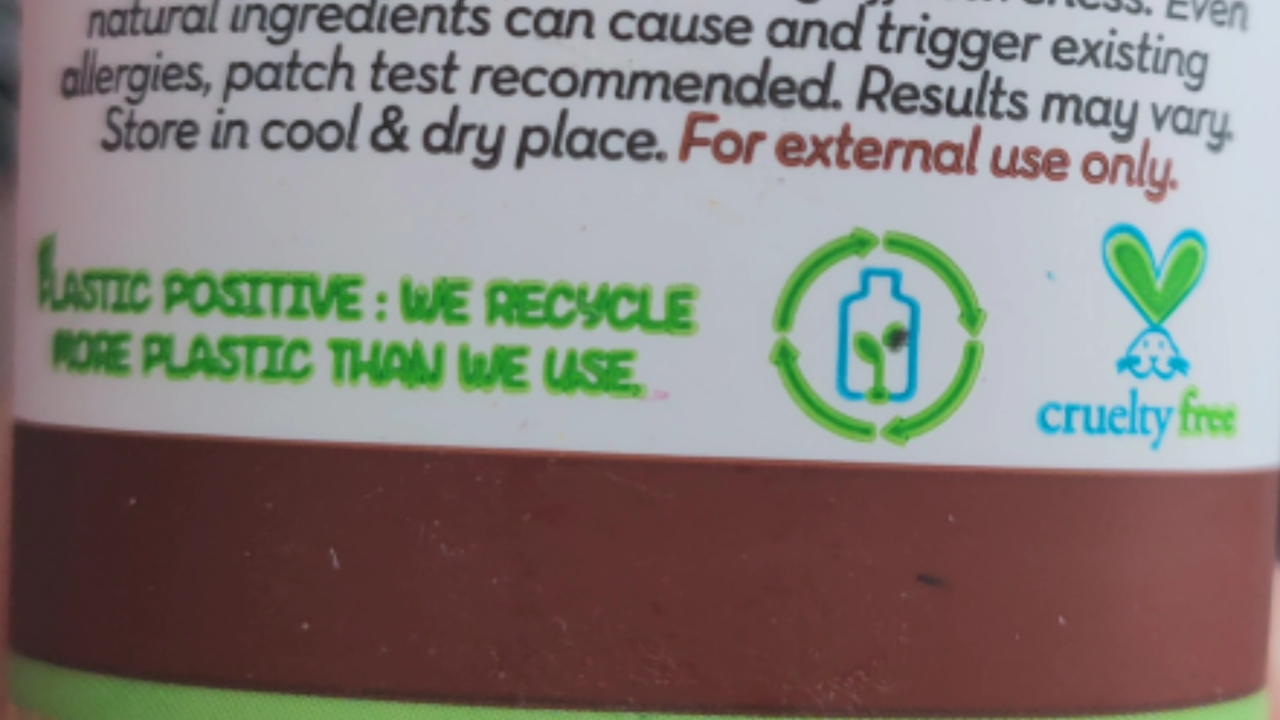 Even
natural ingredients can cause and trigger existing
allergies, patch test recommended. Results may vary.
Store in cool & dry place. For external use only.
PLASTIC POSITIVE : WE RECYCLE
MORE PLASTIC THAN WE USE.
cruelty free